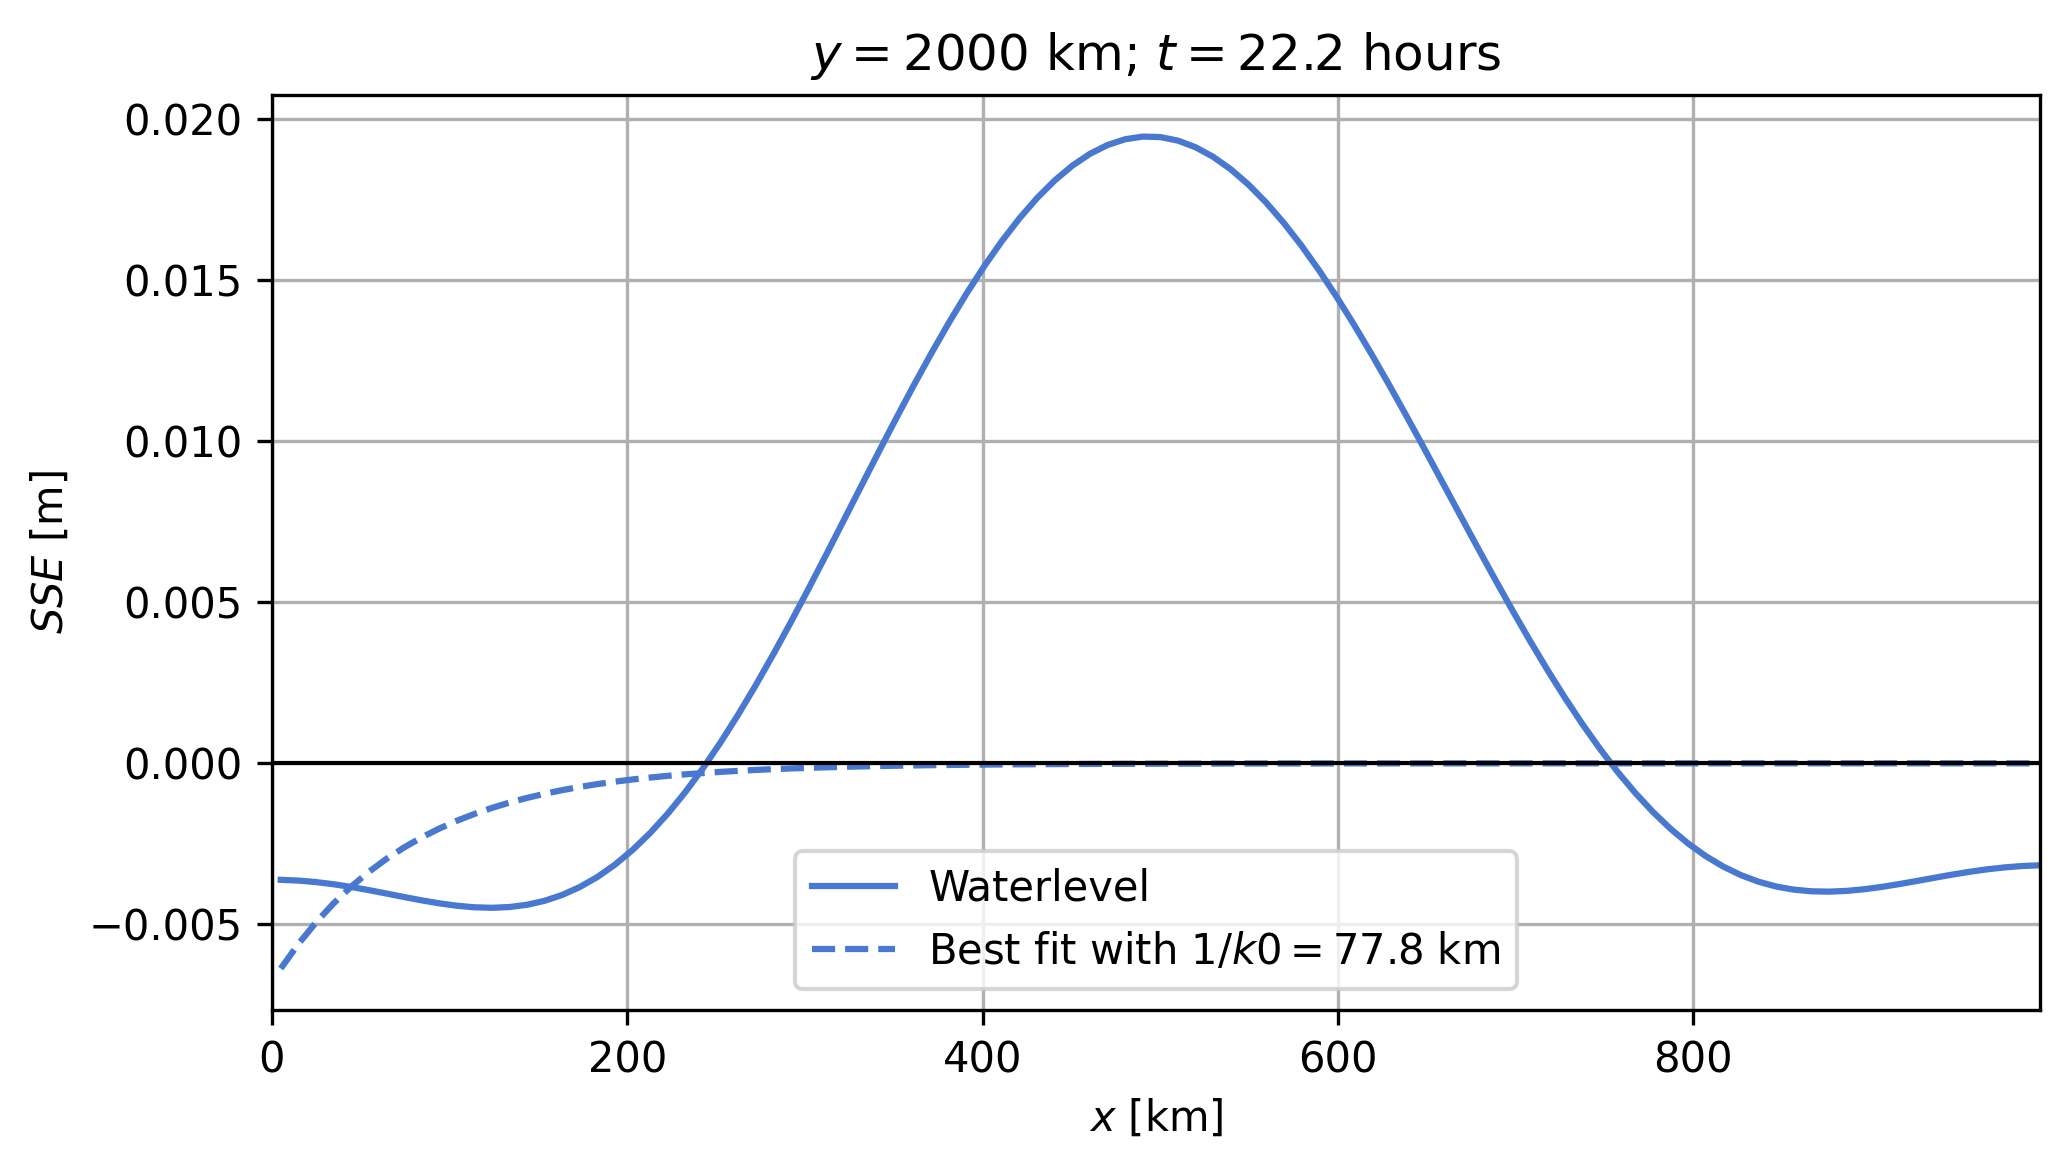 y = 2000 km; t = 22.2 hours
0.020
0.015
0.010
0.005
0.000
−0.005
SSE [m]
Waterlevel
Best fit with 1/k0 = 77.8 km
0 200 400 600 800
x [km]